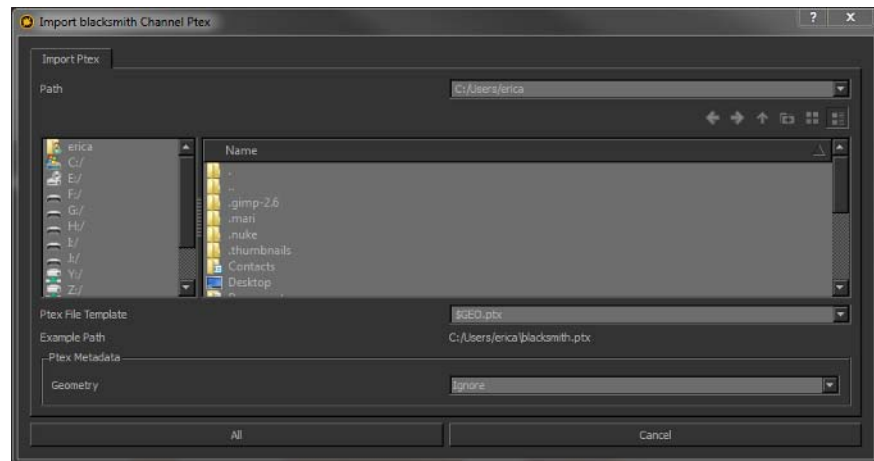 Import blacksmith Channel Ptex
Import Ptex
Path
C:/Users/erica
erica
C:/
E:/
F:/
G:/
H:/
I:/
J:/
Y:/
Z:/
Name
.
..
.gimp-2.6
.mari
.nuke
.thumbnails
Contacts
Desktop
Ptex File Template
$GEO.ptx
Example Path
C:/Users/erica\blacksmith.ptx
Ptex Metadata
Geometry
Ignore
All
Cancel